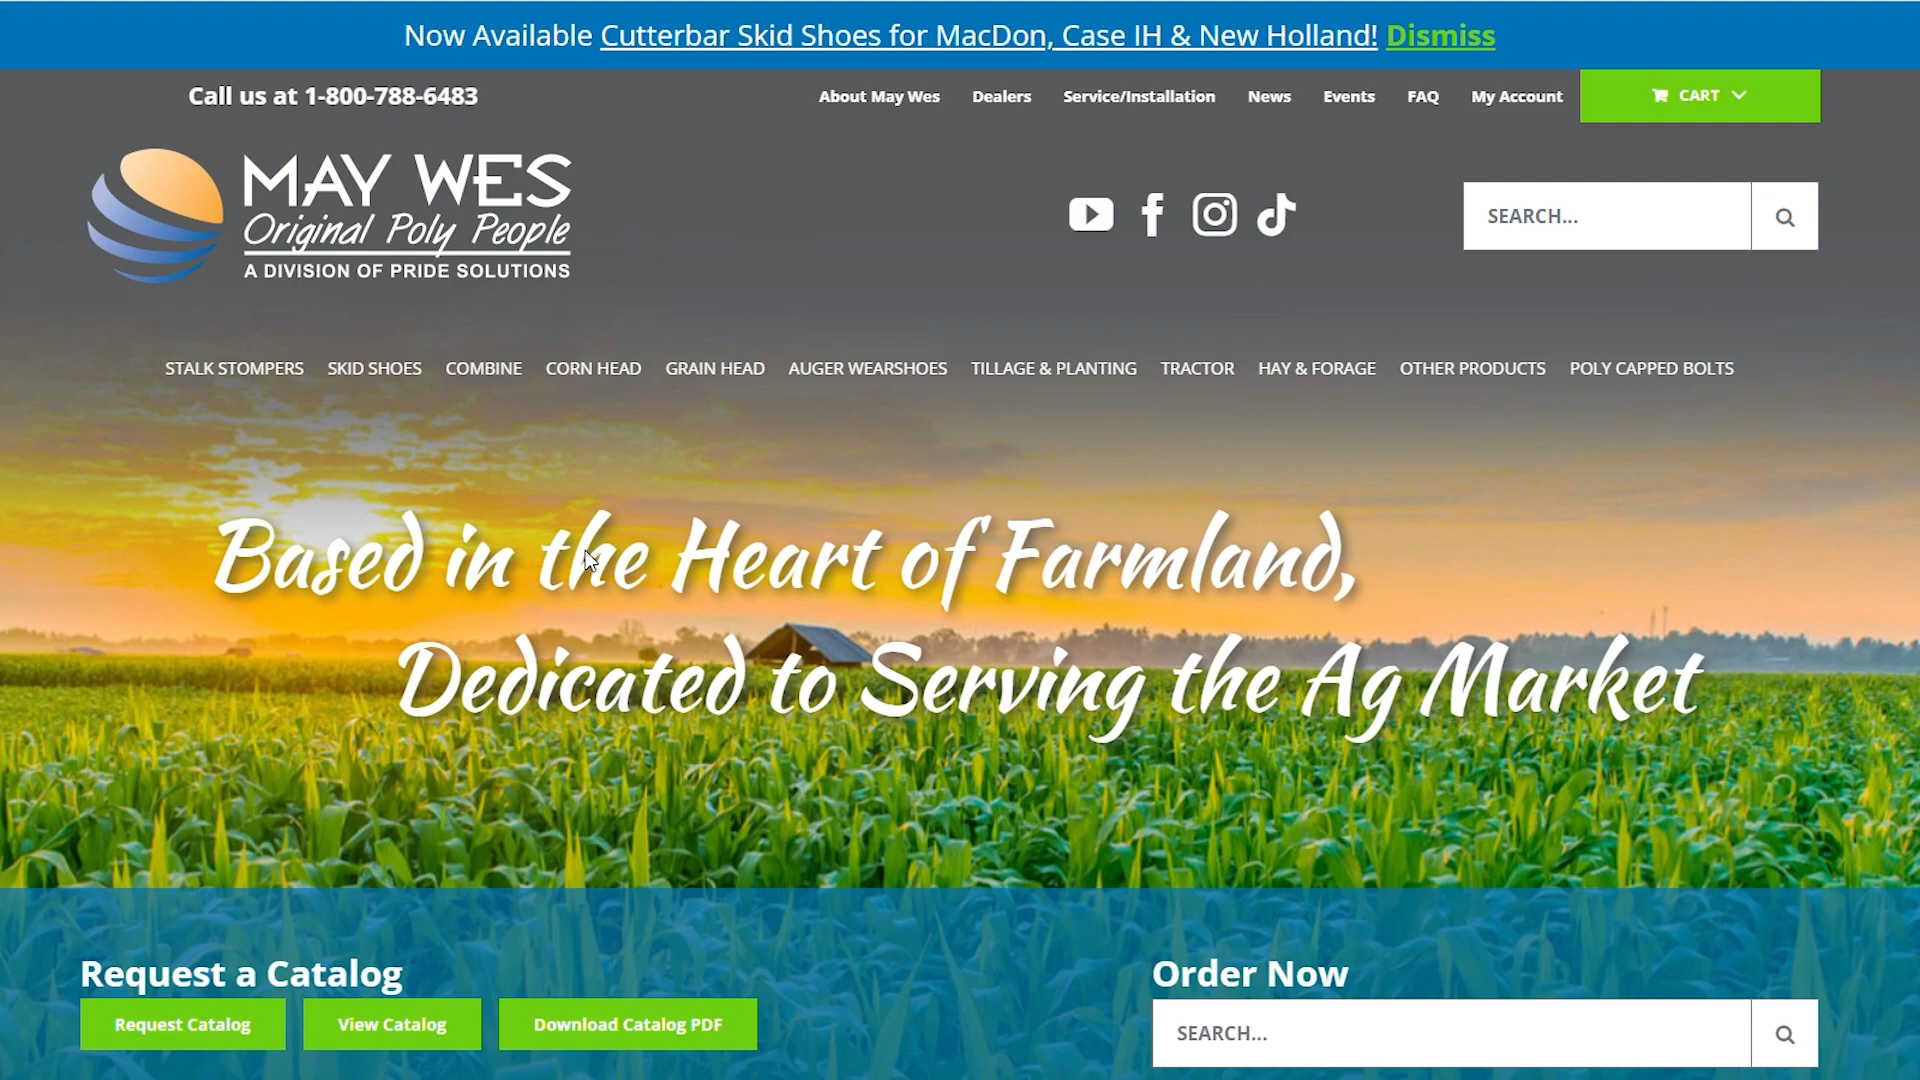 Now Available Cutterbar Skid Shoes for MacDon, Case IH & New Holland! Dismiss
Call us at 1-800-788-6483
About May Wes Dealers Service/Installation News Events FAQ My Account CART
MAY WES
Original Poly People
A DIVISION OF PRIDE SOLUTIONS
SEARCH...
STALK STOMPERS SKID SHOES COMBINE CORN HEAD GRAIN HEAD AUGER WEARSHOES TILLAGE & PLANTING TRACTOR HAY & FORAGE OTHER PRODUCTS POLY CAPPED BOLTS
Based in the Heart of Farmland,
Dedicated to Serving the Ag Market
Request a Catalog
Request Catalog View Catalog Download Catalog PDF
Order Now
SEARCH...